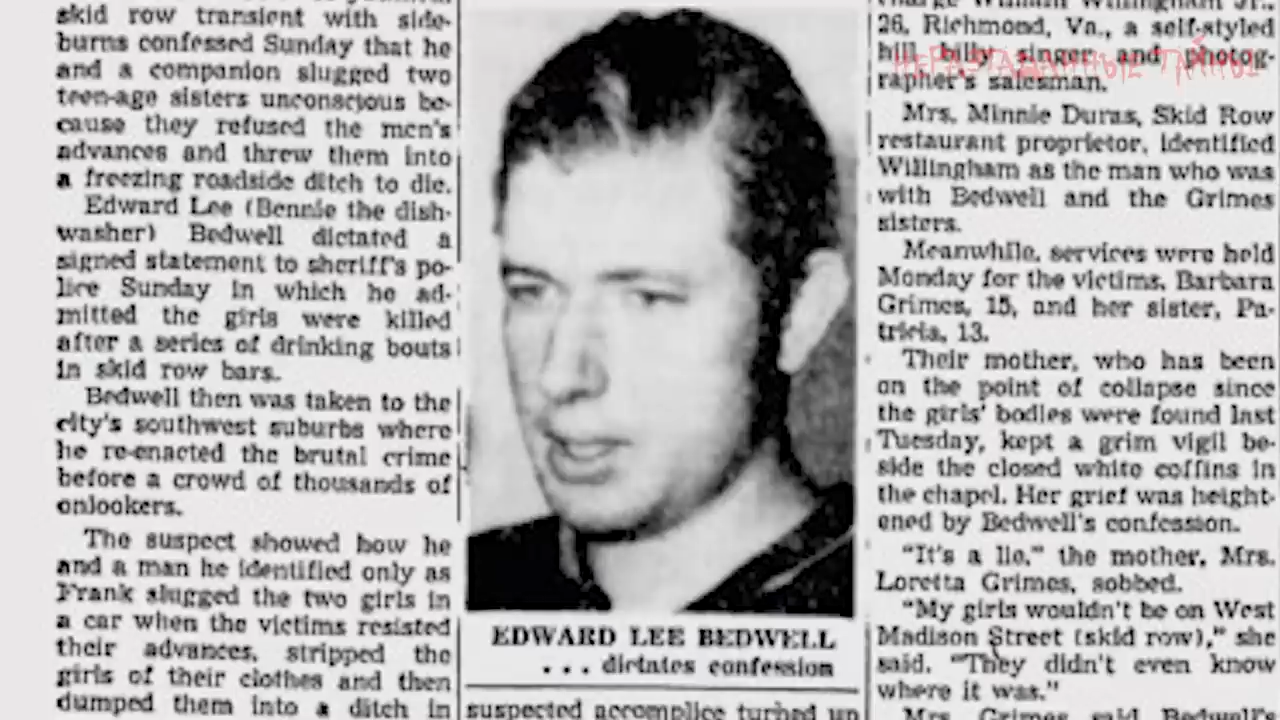 skid row transient with side-
burns confessed Sunday that he
and a companion slugged two
teen-age sisters unconscious be-
cause they refused the men's
advances and threw them into
a freezing roadside ditch to die.
Edward Lee (Bennie the dish-
washer) Bedwell dictated a
signed statement to sheriff's po-
lice Sunday in which he ad-
mitted the girls were killed
after a series of drinking bouts
in skid row bars.
Bedwell then was taken to the
city's southwest suburbs where
he re-enacted the brutal crime
before a crowd of thousands of
onlookers.
The suspect showed how he
and a man he identified only as
Frank slugged the two girls in
a car when the victims resisted
their advances, stripped the
girls of their clothes and then
dumped them into a ditch in
EDWARD LEE BEDWELL
... dictates confession
suspected accomplice turned up
charge William Willingham Jr.,
26, Richmond, Va., a self-styled
hill billy singer and photog-
rapher's salesman.
Mrs. Minnie Duras, Skid Row
restaurant proprietor, identified
Willingham as the man who was
with Bedwell and the Grimes
sisters.
Meanwhile, services were held
Monday for the victims, Barbara
Grimes, 15, and her sister, Pa-
tricia, 13.
Their mother, who has been
on the point of collapse since
the girls' bodies were found last
Tuesday, kept a grim vigil be-
side the closed white coffins in
the chapel. Her grief was height-
ened by Bedwell's confession.
"It's a lie," the mother, Mrs.
Loretta Grimes, sobbed.
"My girls wouldn't be on West
Madison Street (skid row)," she
said. "They didn't even know
where it was."
Mrs. Grimes said Bedwell's
НЕРАЗГАДАННЫЕ ТАЙНЫ